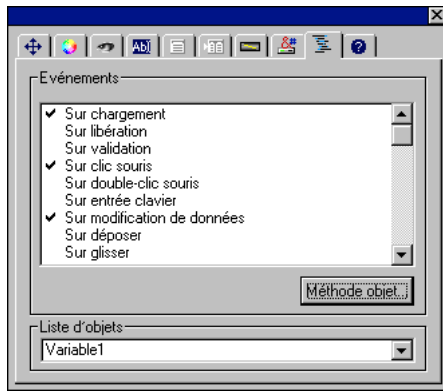 Evénements
Sur chargement
Sur libération
Sur validation
Sur clic souris
Sur double-clic souris
Sur entrée clavier
Sur modification de données
Sur déposer
Sur glisser
Méthode objet...
Liste d'objets
Variable1